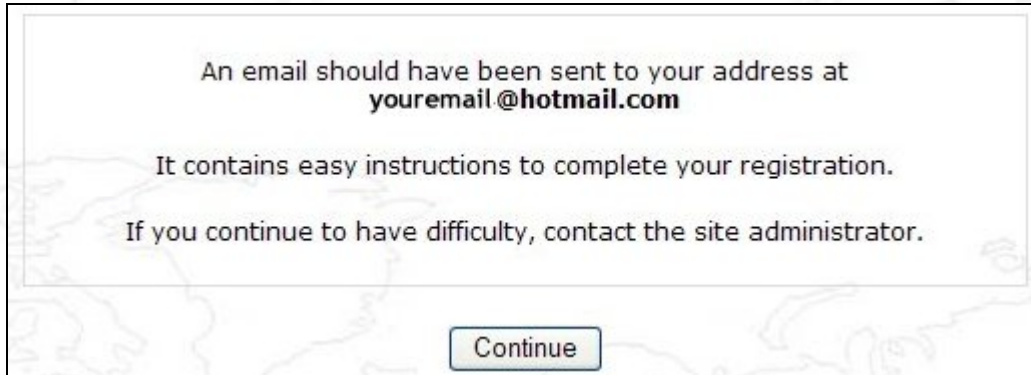 An email should have been sent to your address at
youremail@hotmail.com
It contains easy instructions to complete your registration.
If you continue to have difficulty, contact the site administrator.
Continue